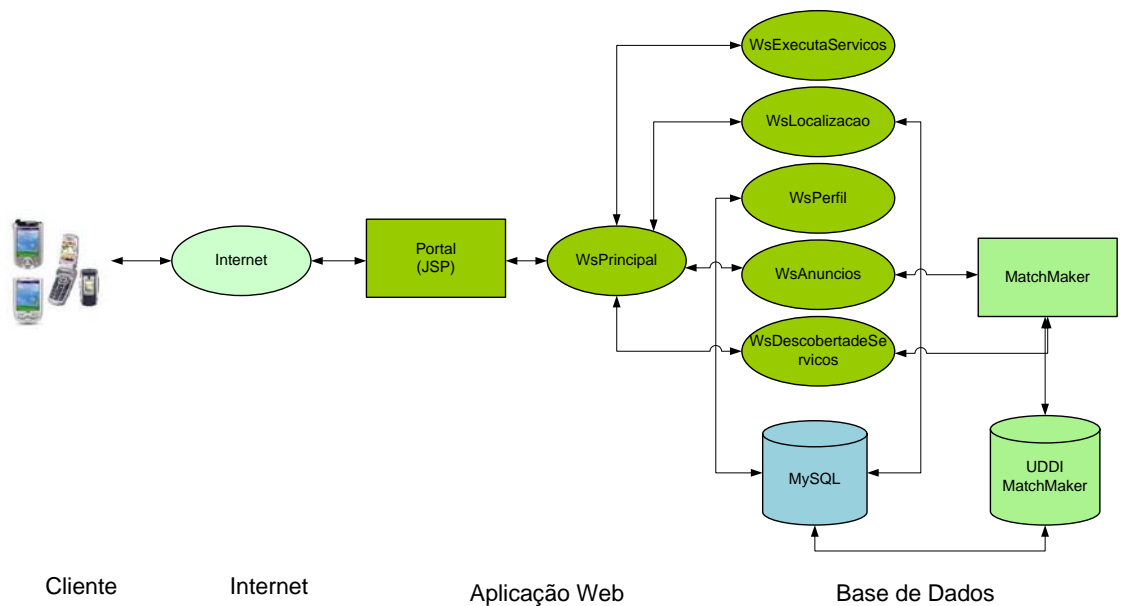 WsExecutaServicos
WsLocalizacao
WsPerfil
Internet
Portal
(JSP)
WsPrincipal
WsAnuncios
MatchMaker
WsDescobertadeSe
rvicos
MySQL
UDDI
MatchMaker
Cliente
Internet
Aplicação Web
Base de Dados